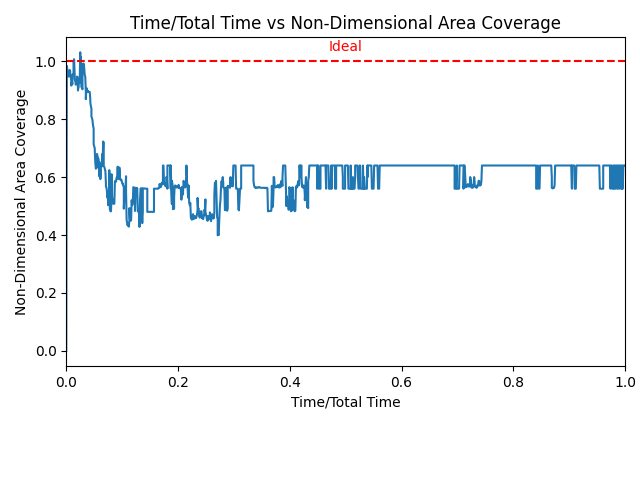 Time/Total Time vs Non-Dimensional Area Coverage
Ideal
Non-Dimensional Area Coverage
1.0
0.8
0.6
0.4
0.2
0.0
0.0 0.2 0.4 0.6 0.8 1.0
Time/Total Time